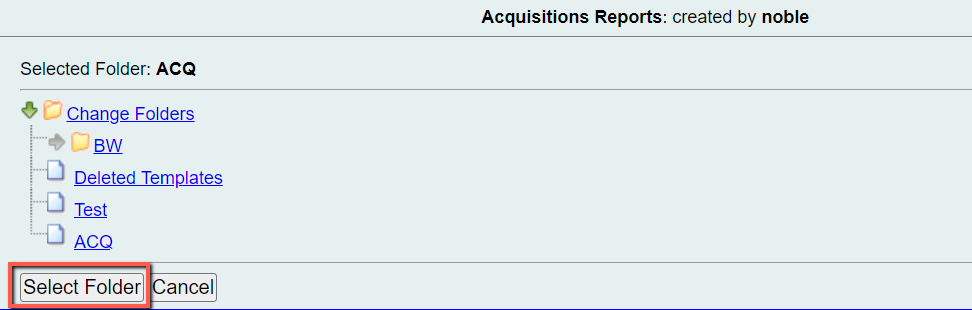 Acquisitions Reports: created by noble
Selected Folder: ACQ
Change Folders
BW
Deleted Templates
Test
ACQ
Select Folder Cancel